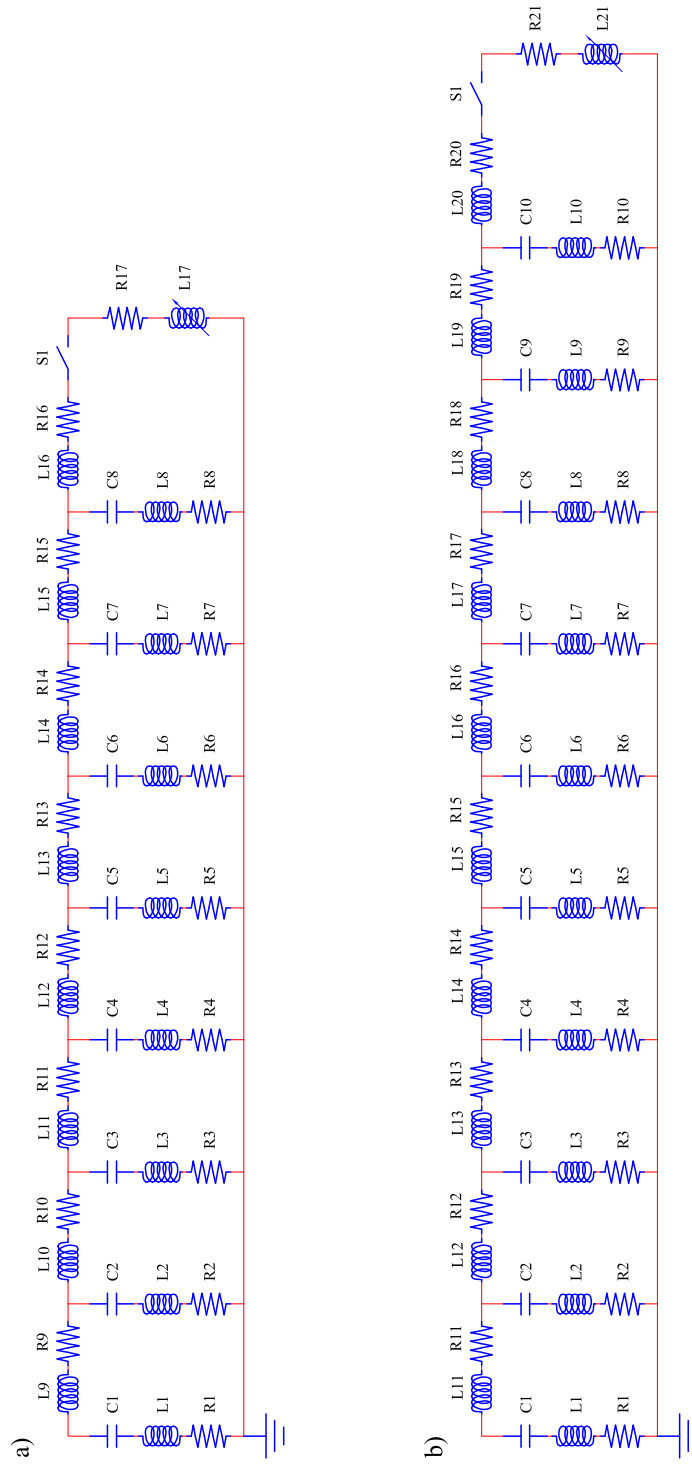 a)
L9 R9 L10 R10 L11 R11 L12 R12 L13 R13 L14 R14 L15 R15 L16 R16 S1
C1 C2 C3 C4 C5 C6 C7 C8 R17
L1 L2 L3 L4 L5 L6 L7 L8 L17
R1 R2 R3 R4 R5 R6 R7 R8
b)
L11 R11 L12 R12 L13 R13 L14 R14 L15 R15 L16 R16 L17 R17 L18 R18 L19 R19 L20 R20 S1
C1 C2 C3 C4 C5 C6 C7 C8 C9 C10 R21
L1 L2 L3 L4 L5 L6 L7 L8 L9 L10 L21
R1 R2 R3 R4 R5 R6 R7 R8 R9 R10